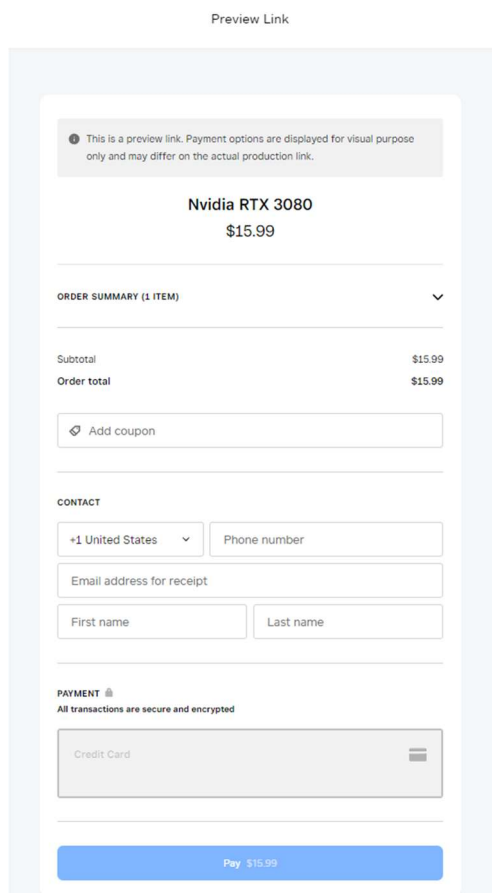 Preview Link
This is a preview link. Payment options are displayed for visual purpose
only and may differ on the actual production link.
Nvidia RTX 3080
$15.99
ORDER SUMMARY (1 ITEM)
Subtotal $15.99
Order total $15.99
Add coupon
CONTACT
+1 United States Phone number
Email address for receipt
First name Last name
PAYMENT
All transactions are secure and encrypted
Credit Card
Pay $15.99